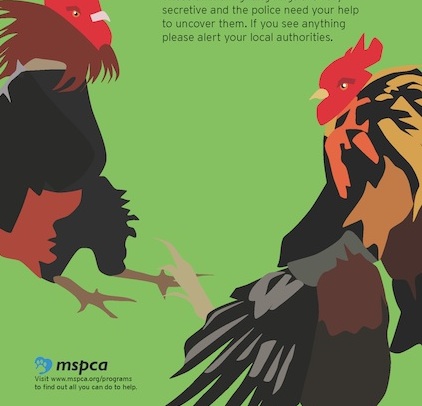 secretive and the police need your help
to uncover them. If you see anything
please alert your local authorities.
mspca
Visit www.mspca.org/programs
to find out all you can do to help.